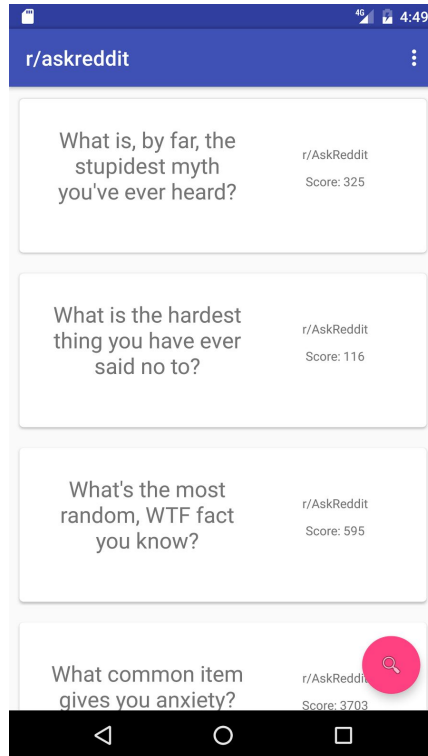 4G
4:49
r/askreddit
What is, by far, the
stupidest myth
you've ever heard?
r/AskReddit
Score: 325
What is the hardest
thing you have ever
said no to?
r/AskReddit
Score: 116
What's the most
random, WTF fact
you know?
r/AskReddit
Score: 595
What common item
gives you anxiety?
r/AskReddi
Score: 3703